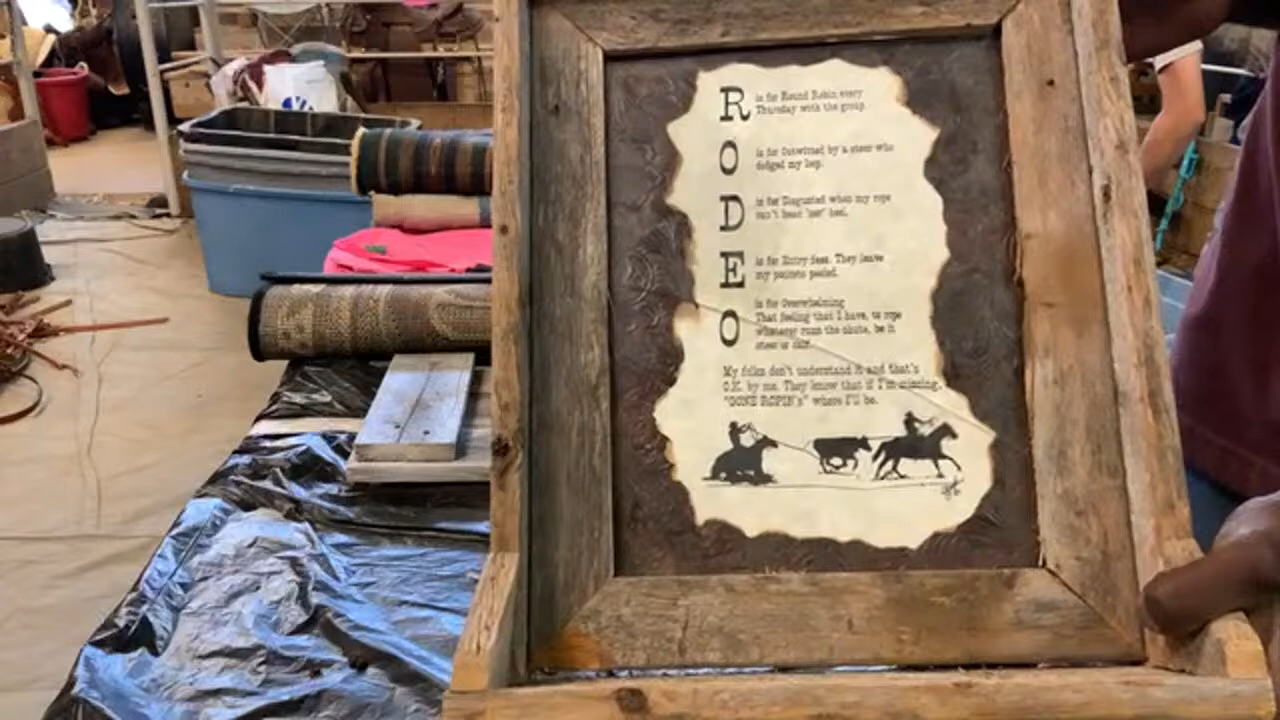 R is for Round Robin every
Thursday with the group.
O is for Outwitted by a steer who
dodged my loop.
D is for Disgusted when my rope
can't head 'ner' heel.
E is for Entry fees. They leave
my pockets peeled.
O is for Overwhelming
That feeling that I have, to rope
whatever runs the chute, be it
steer or calf.
My folks don't understand it and that's
O.K. by me. They know that if I'm missing,
"GONE ROPIN's" where I'll be.